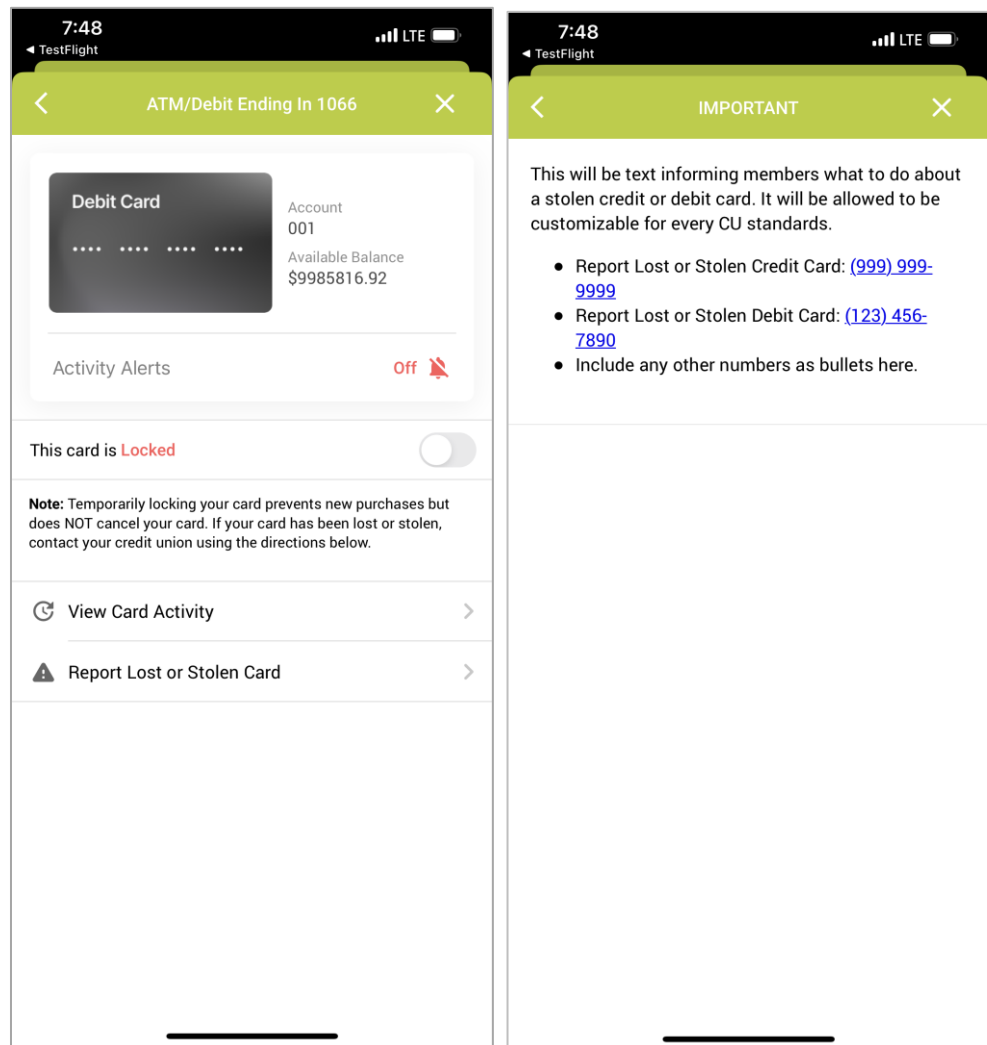 7:48
LTE
◄ TestFlight
ATM/Debit Ending In 1066
Debit Card
•••• •••• •••• ••••
Account
001
Available Balance
$9985816.92
Activity Alerts
Off
This card is Locked
Note: Temporarily locking your card prevents new purchases but
does NOT cancel your card. If your card has been lost or stolen,
contact your credit union using the directions below.
View Card Activity
Report Lost or Stolen Card
7:48
LTE
◄ TestFlight
IMPORTANT
This will be text informing members what to do about
a stolen credit or debit card. It will be allowed to be
customizable for every CU standards.
● Report Lost or Stolen Credit Card: (999) 999-
9999
● Report Lost or Stolen Debit Card: (123) 456-
7890
● Include any other numbers as bullets here.